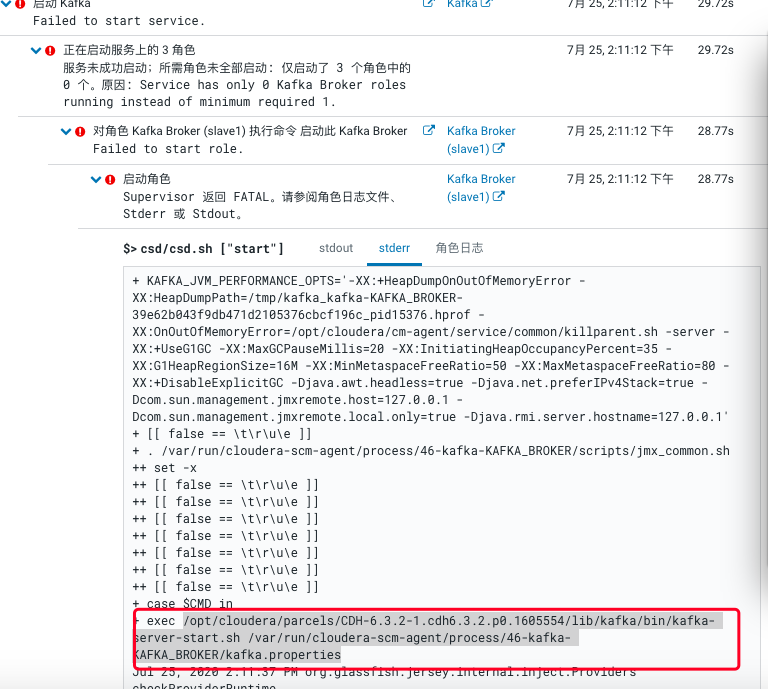 启动 Kafka Kafka 7月 25, 2:11:12 下午 29.72s
Failed to start service.
正在启动服务上的 3 角色 7月 25, 2:11:12 下午 29.72s
服务未成功启动；所需角色未全部启动: 仅启动了 3 个角色中的
0 个。原因: Service has only 0 Kafka Broker roles
running instead of minimum required 1.
对角色 Kafka Broker (slave1) 执行命令 启动此 Kafka Broker Kafka Broker 7月 25, 2:11:12 下午 28.77s
Failed to start role. (slave1)
启动角色 Kafka Broker 7月 25, 2:11:12 下午 28.77s
Supervisor 返回 FATAL。请参阅角色日志文件、 (slave1)
Stderr 或 Stdout。
$> csd/csd.sh ["start"] stdout stderr 角色日志
+ KAFKA_JVM_PERFORMANCE_OPTS='-XX:+HeapDumpOnOutOfMemoryError -
XX:HeapDumpPath=/tmp/kafka_kafka-KAFKA_BROKER-
39e62b043f9db471d2105376cbcf196c_pid15376.hprof -
XX:OnOutOfMemoryError=/opt/cloudera/cm-agent/service/common/killparent.sh -server -
XX:+UseG1GC -XX:MaxGCPauseMillis=20 -XX:InitiatingHeapOccupancyPercent=35 -
XX:G1HeapRegionSize=16M -XX:MinMetaspaceFreeRatio=50 -XX:MaxMetaspaceFreeRatio=80 -
XX:+DisableExplicitGC -Djava.awt.headless=true -Djava.net.preferIPv4Stack=true -
Dcom.sun.management.jmxremote.host=127.0.0.1 -
Dcom.sun.management.jmxremote.local.only=true -Djava.rmi.server.hostname=127.0.0.1'
+ [[ false == \t\r\u\e ]]
+ . /var/run/cloudera-scm-agent/process/46-kafka-KAFKA_BROKER/scripts/jmx_common.sh
++ set -x
++ [[ false == \t\r\u\e ]]
++ [[ false == \t\r\u\e ]]
++ [[ false == \t\r\u\e ]]
++ [[ false == \t\r\u\e ]]
++ [[ false == \t\r\u\e ]]
++ [[ false == \t\r\u\e ]]
++ [[ false == \t\r\u\e ]]
+ case $CMD in
+ exec /opt/cloudera/parcels/CDH-6.3.2-1.cdh6.3.2.p0.1605554/lib/kafka/bin/kafka-
server-start.sh /var/run/cloudera-scm-agent/process/46-kafka-
KAFKA_BROKER/kafka.properties
Jul 25, 2020 2:11:37 PM org.glassfish.jersey.internal.inject.Providers
checkProviderRuntime